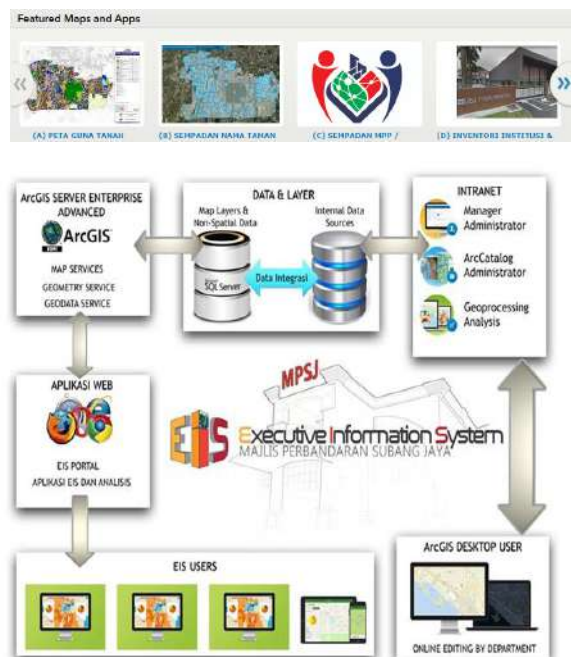 Featured Maps and Apps
(A) PETA GUNA TANAH
(B) SEMPADAN NAMA TAMAN
(C) SEMPADAN MPP /
(D) INVENTORI INSTITUSI &
ArcGIS SERVER ENTERPRISE
ADVANCED
ArcGIS
MAP SERVICES
GEOMETRY SERVICE
GEODATA SERVICE
DATA & LAYER
Map Layers &
Non-Spatial Data
Internal Data
Sources
SQL Server
Data Integrasi
INTRANET
Manager
Administrator
ArcCatalog
Administrator
Geoprocessing
Analysis
APLIKASI WEB
EIS PORTAL
APLIKASI EIS DAN ANALISIS
MPSJ
EIS Executive Information System
MAJLIS PERBANDARAN SUBANG JAYA
EIS USERS
ArcGIS DESKTOP USER
ONLINE EDITING BY DEPARTMENT